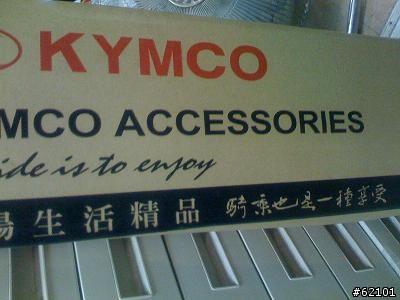 KYMCO
MCO ACCESSORIES
ide is to enjoy
陽生活精品 騎乘也是一種享受
#62101